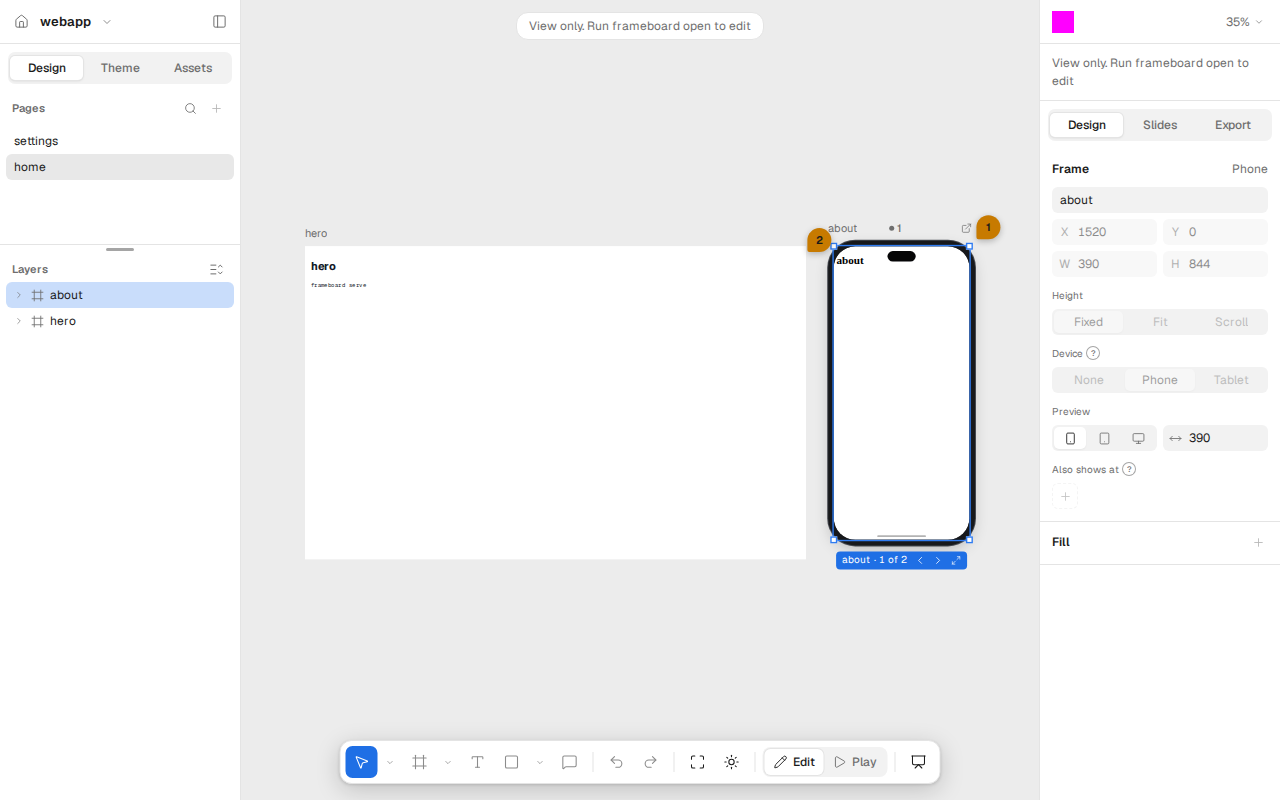 webapp
View only. Run frameboard open to edit
35%
View only. Run frameboard open to
edit
Design
Theme
Assets
Design
Slides
Export
Pages
settings
home
Frame
Phone
about
X 1520
Y 0
W 390
H 844
hero
about
1
1
2
hero
frameboard serve
about
Layers
about
hero
Height
Fixed
Fit
Scroll
Device ?
None
Phone
Tablet
Preview
390
Also shows at ?
Fill
about · 1 of 2
Edit
Play